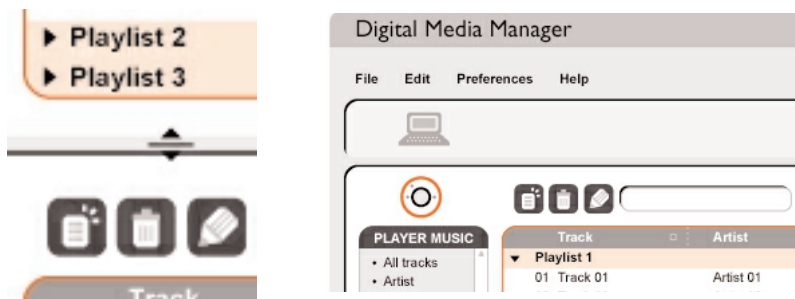 Playlist 2
Playlist 3
Track
Digital Media Manager
File Edit Preferences Help
PLAYER MUSIC
Track Artist
Playlist 1
• All tracks
01 Track 01 Artist 01
• Artist